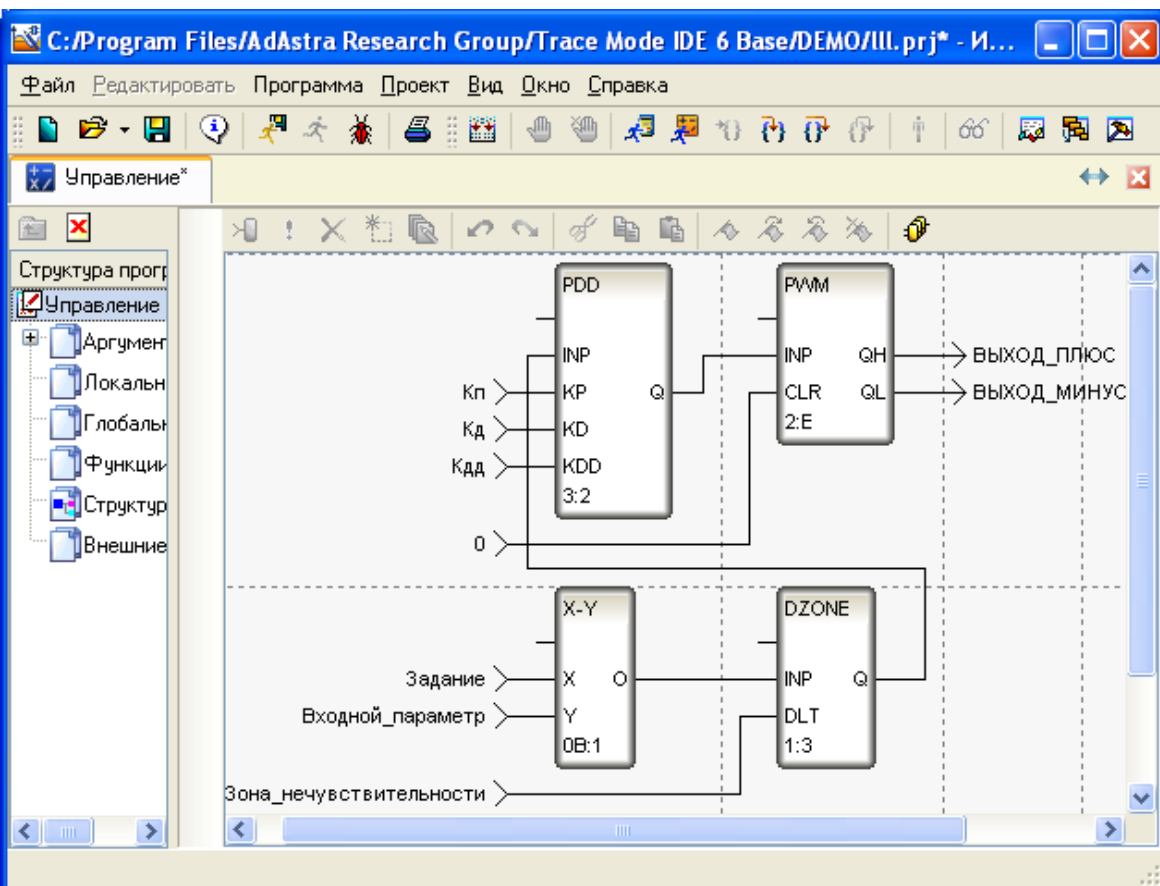 C:/Program Files/AdAstra Research Group/Trace Mode IDE 6 Base/DEMO/lll.prj* - И...
Файл Редактировать Программа Проект Вид Окно Справка
Управление*
Структура прогр
Управление
Аргумен
Локальн
Глобальн
Функции
Структур
Внешние
PDD
INP
Кп KP Q
Кд KD
Кдд KDD
3:2
0
PWM
INP QH ВЫХОД_ПЛЮС
CLR QL ВЫХОД_МИНУС
2:E
X-Y
Задание X O
Входной_параметр Y
0B:1
DZONE
INP Q
DLT
1:3
Зона_нечувствительности